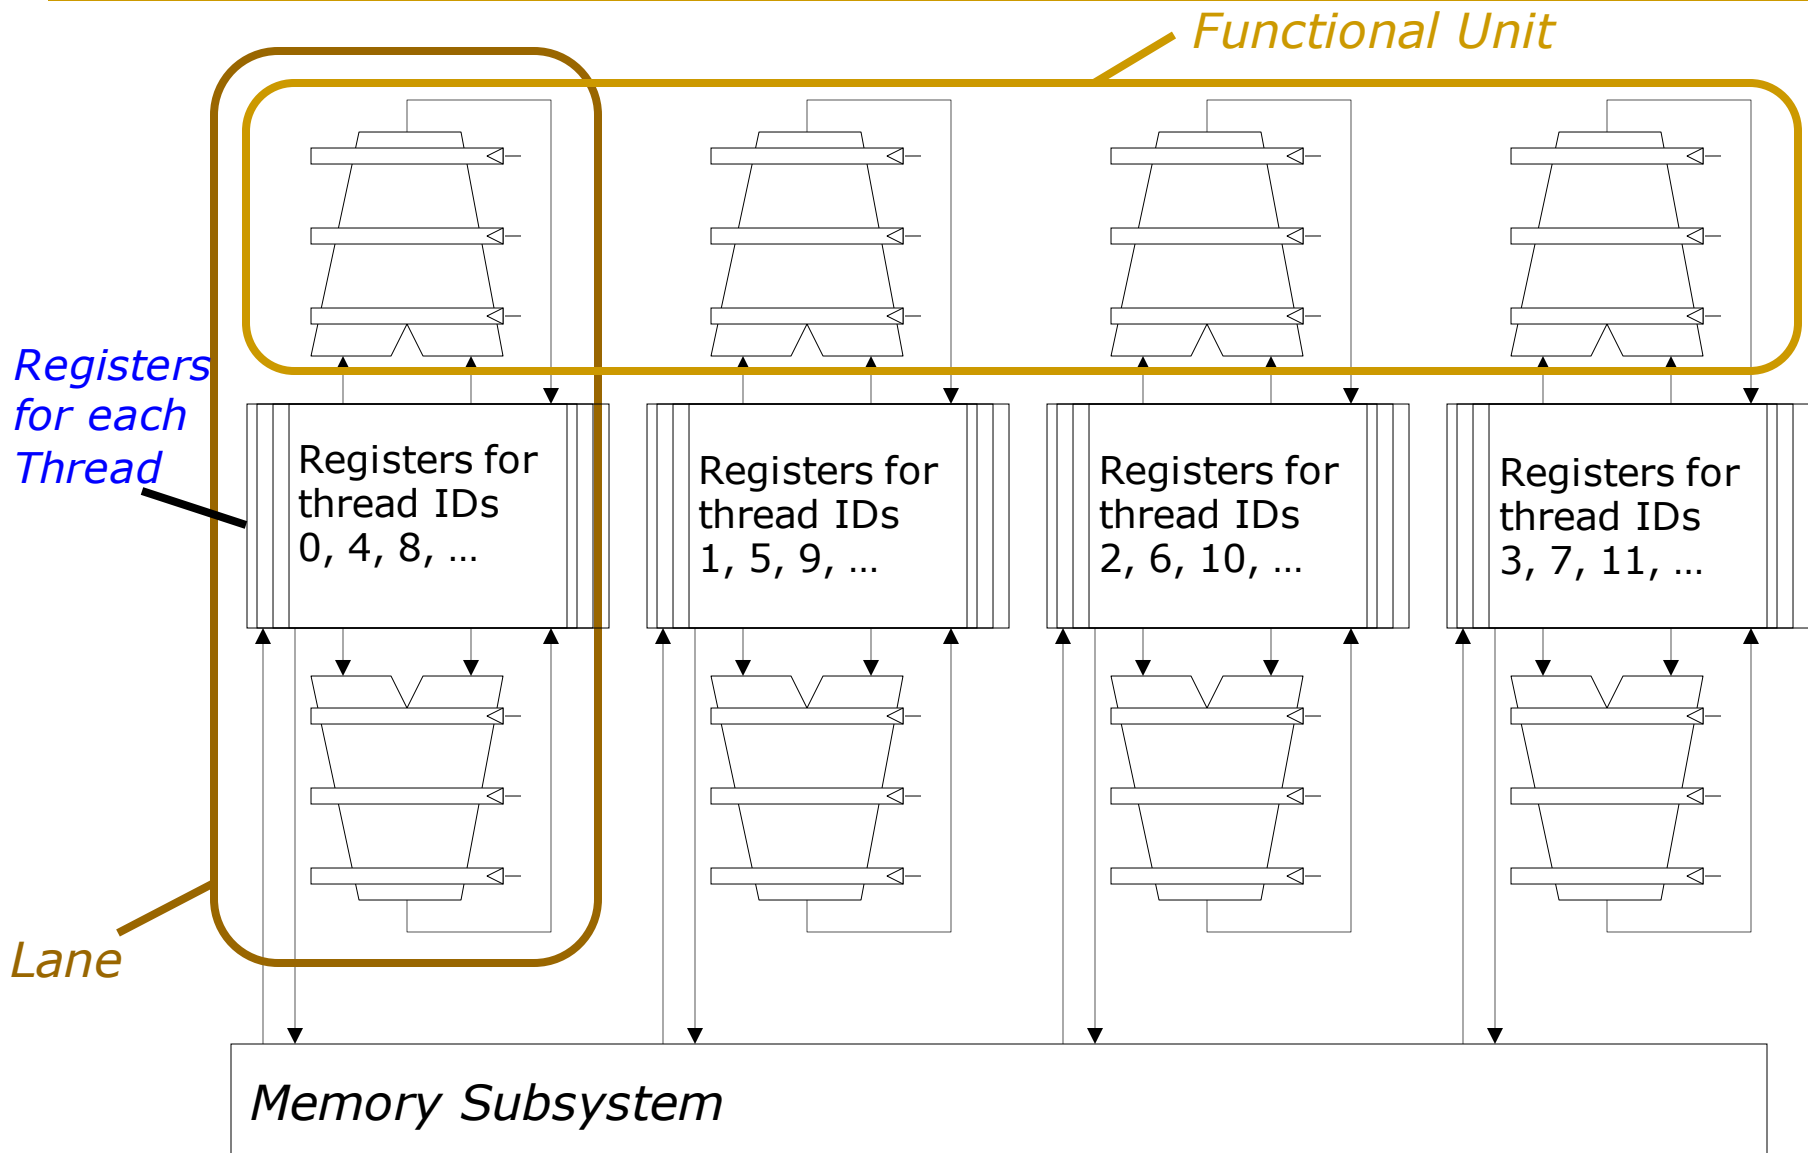 Functional Unit
Registers
for each
Thread
Registers for
thread IDs
0, 4, 8, …
Registers for
thread IDs
1, 5, 9, …
Registers for
thread IDs
2, 6, 10, …
Registers for
thread IDs
3, 7, 11, …
Lane
Memory Subsystem